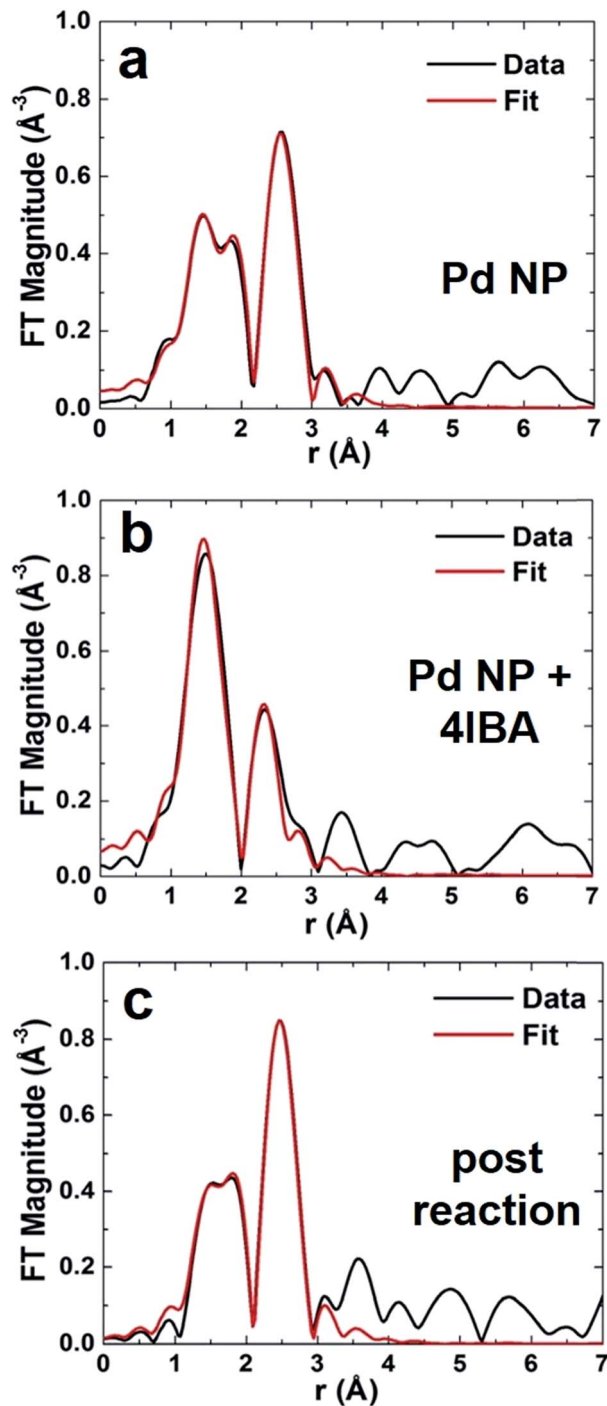 a
Data
Fit
Pd NP
FT Magnitude (Å⁻³)
1.0
0.8
0.6
0.4
0.2
0.0
0 1 2 3 4 5 6 7
r (Å)
b
Data
Fit
Pd NP +
4IBA
FT Magnitude (Å⁻³)
1.0
0.8
0.6
0.4
0.2
0.0
0 1 2 3 4 5 6 7
r (Å)
c
Data
Fit
post
reaction
FT Magnitude (Å⁻³)
1.0
0.8
0.6
0.4
0.2
0.0
0 1 2 3 4 5 6 7
r (Å)